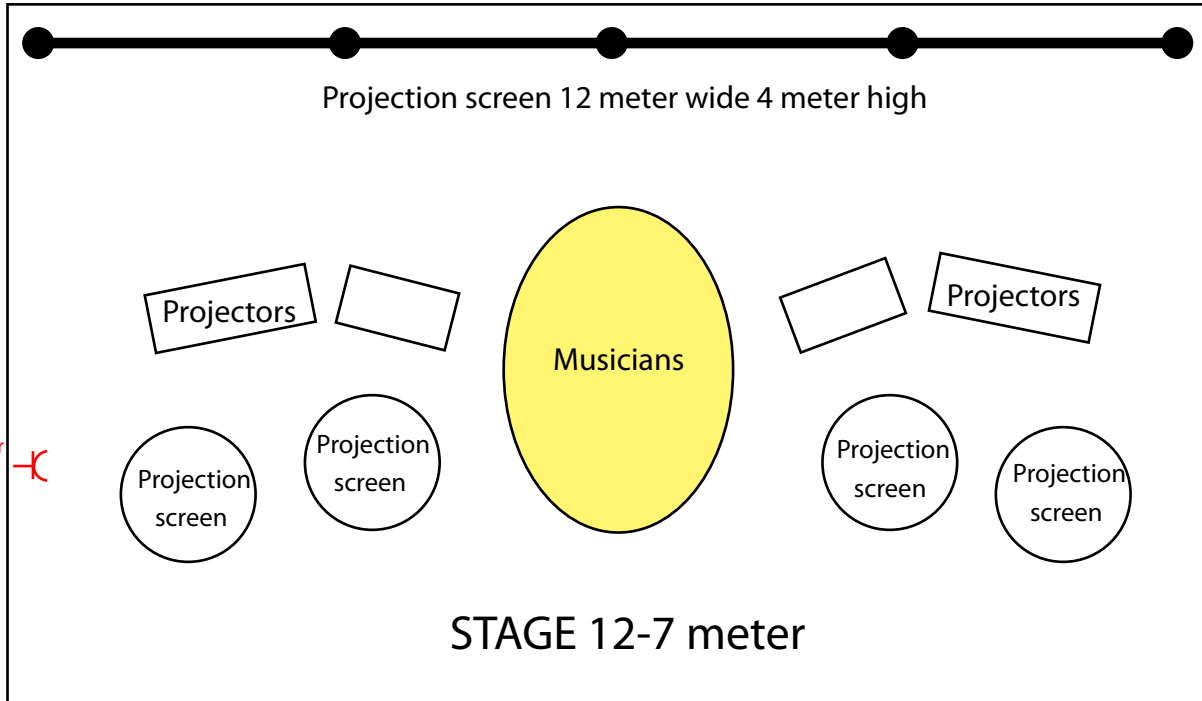 Projection screen 12 meter wide 4 meter high
Projectors
Projectors
Musicians
Projection
screen
Projection
screen
Projection
screen
Projection
screen
STAGE 12-7 meter